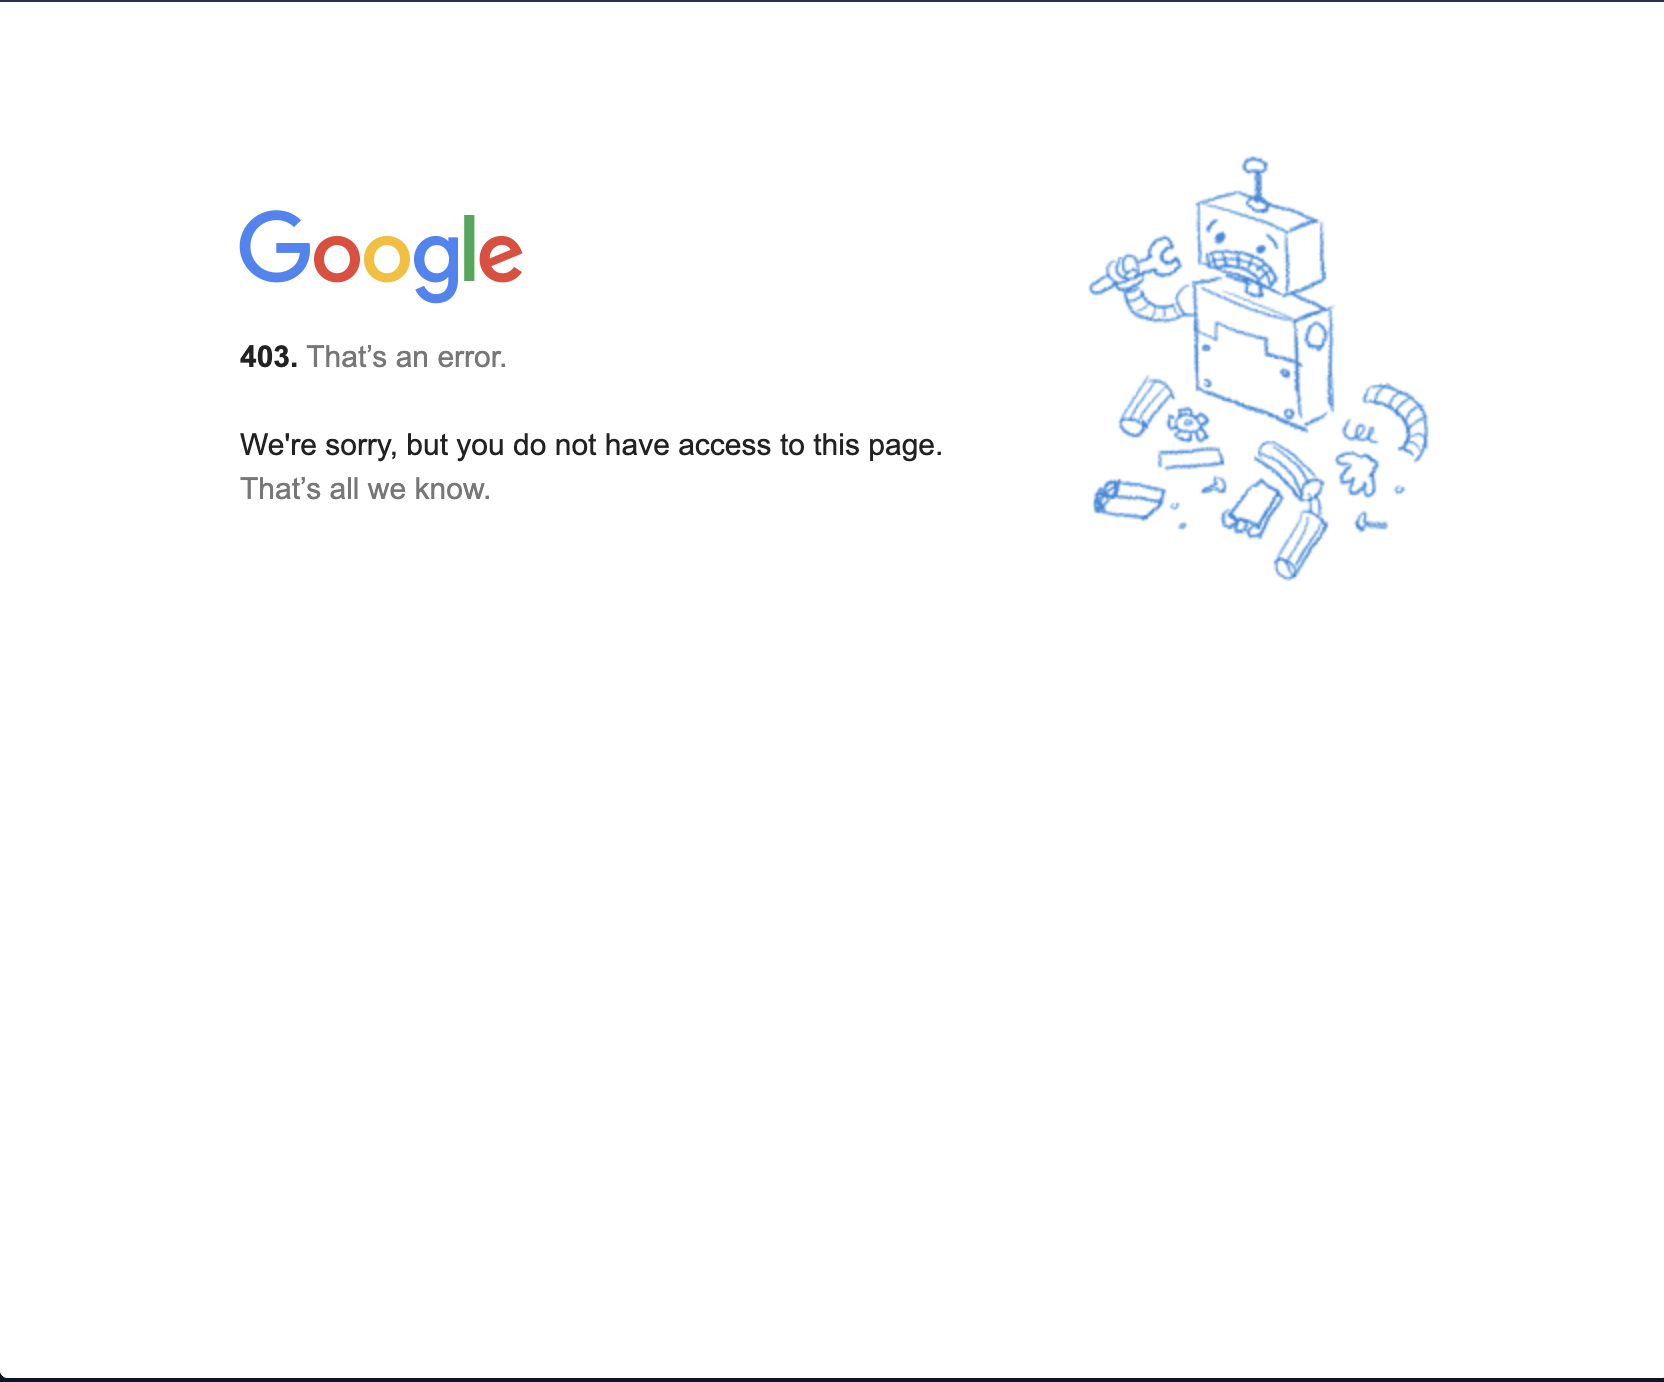 Google
403. That’s an error.
We're sorry, but you do not have access to this page.
That’s all we know.